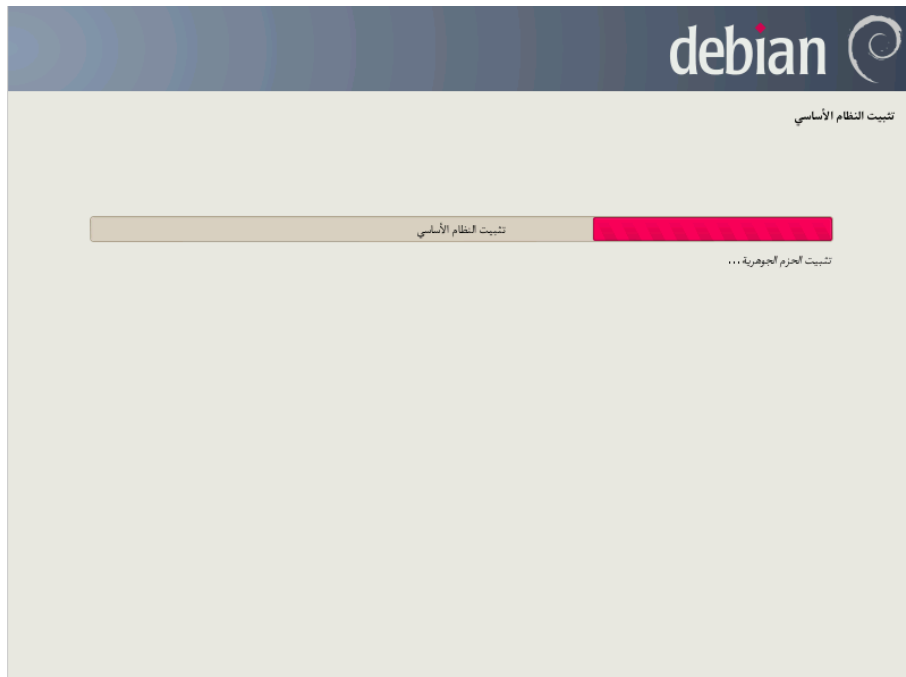 debian
تثبيت النظام الأساسي
تثبيت النظام الأساسي
تثبيت الحزم الجوهرية ...